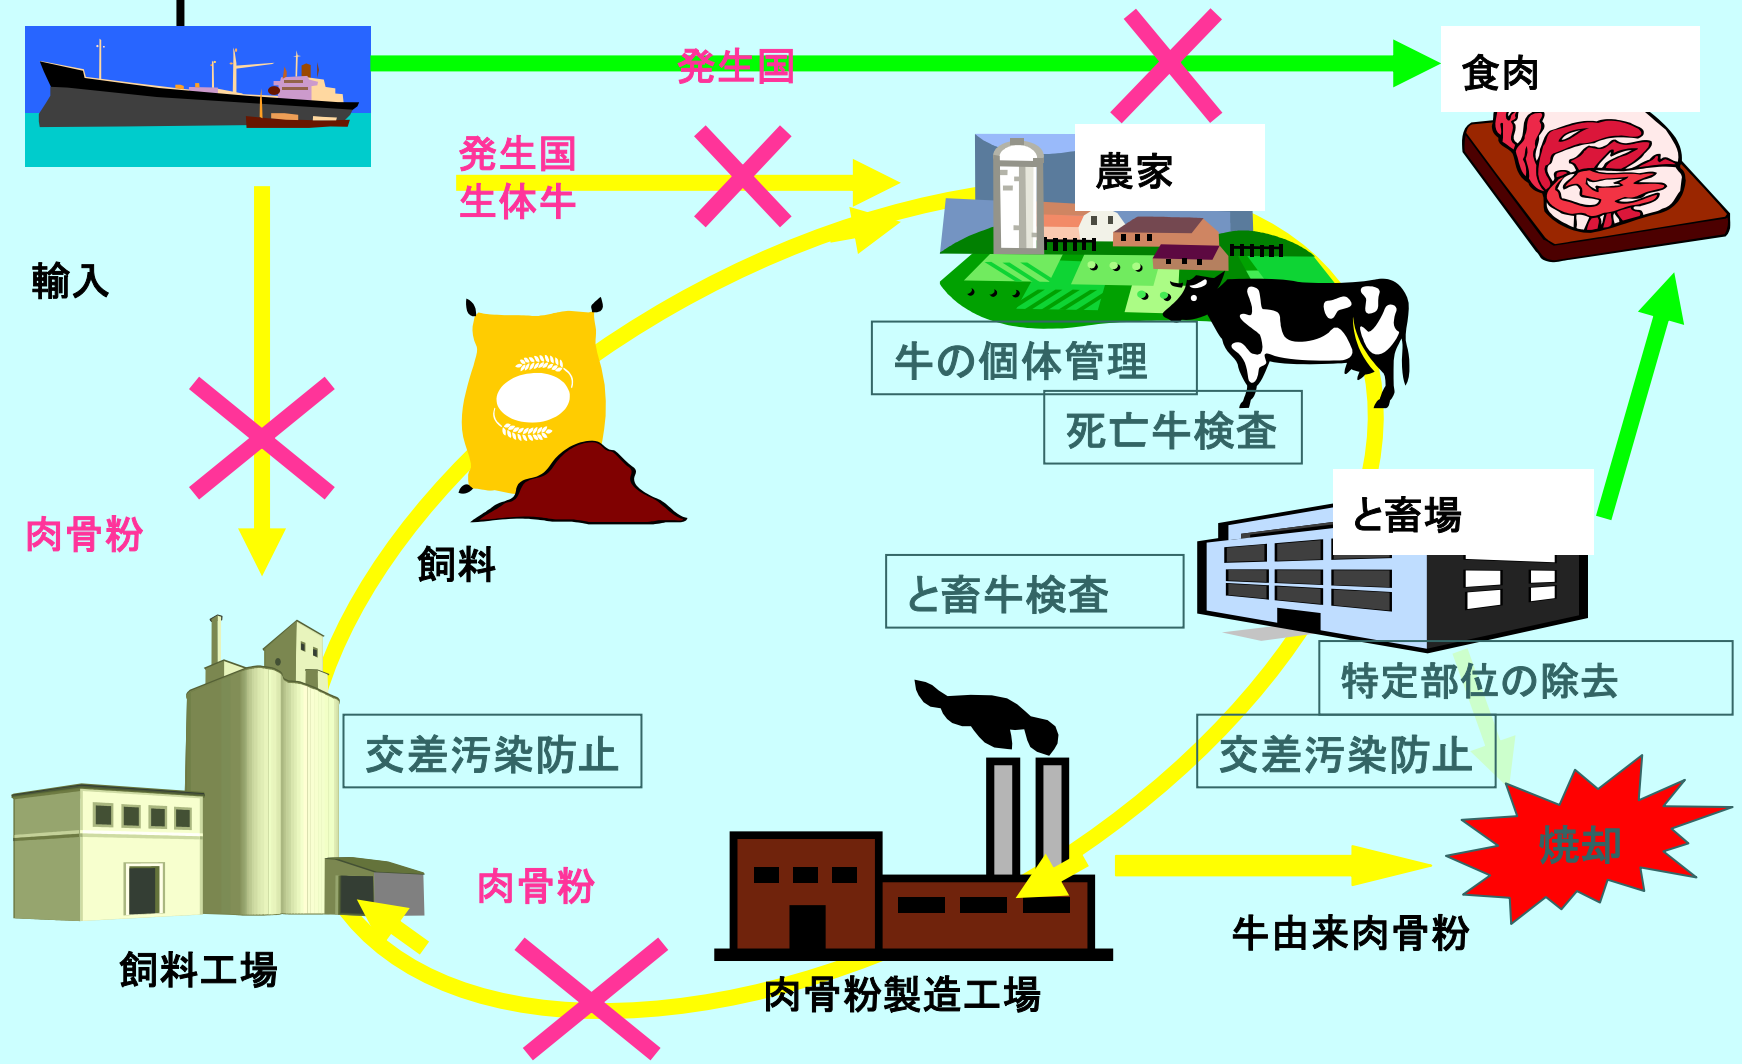 発生国
食肉
発生国
生体牛
農家
輸入
牛の個体管理
死亡牛検査
と畜場
肉骨粉
飼料
と畜牛検査
特定部位の除去
交差汚染防止
交差汚染防止
焼却
肉骨粉
牛由来肉骨粉
飼料工場
肉骨粉製造工場